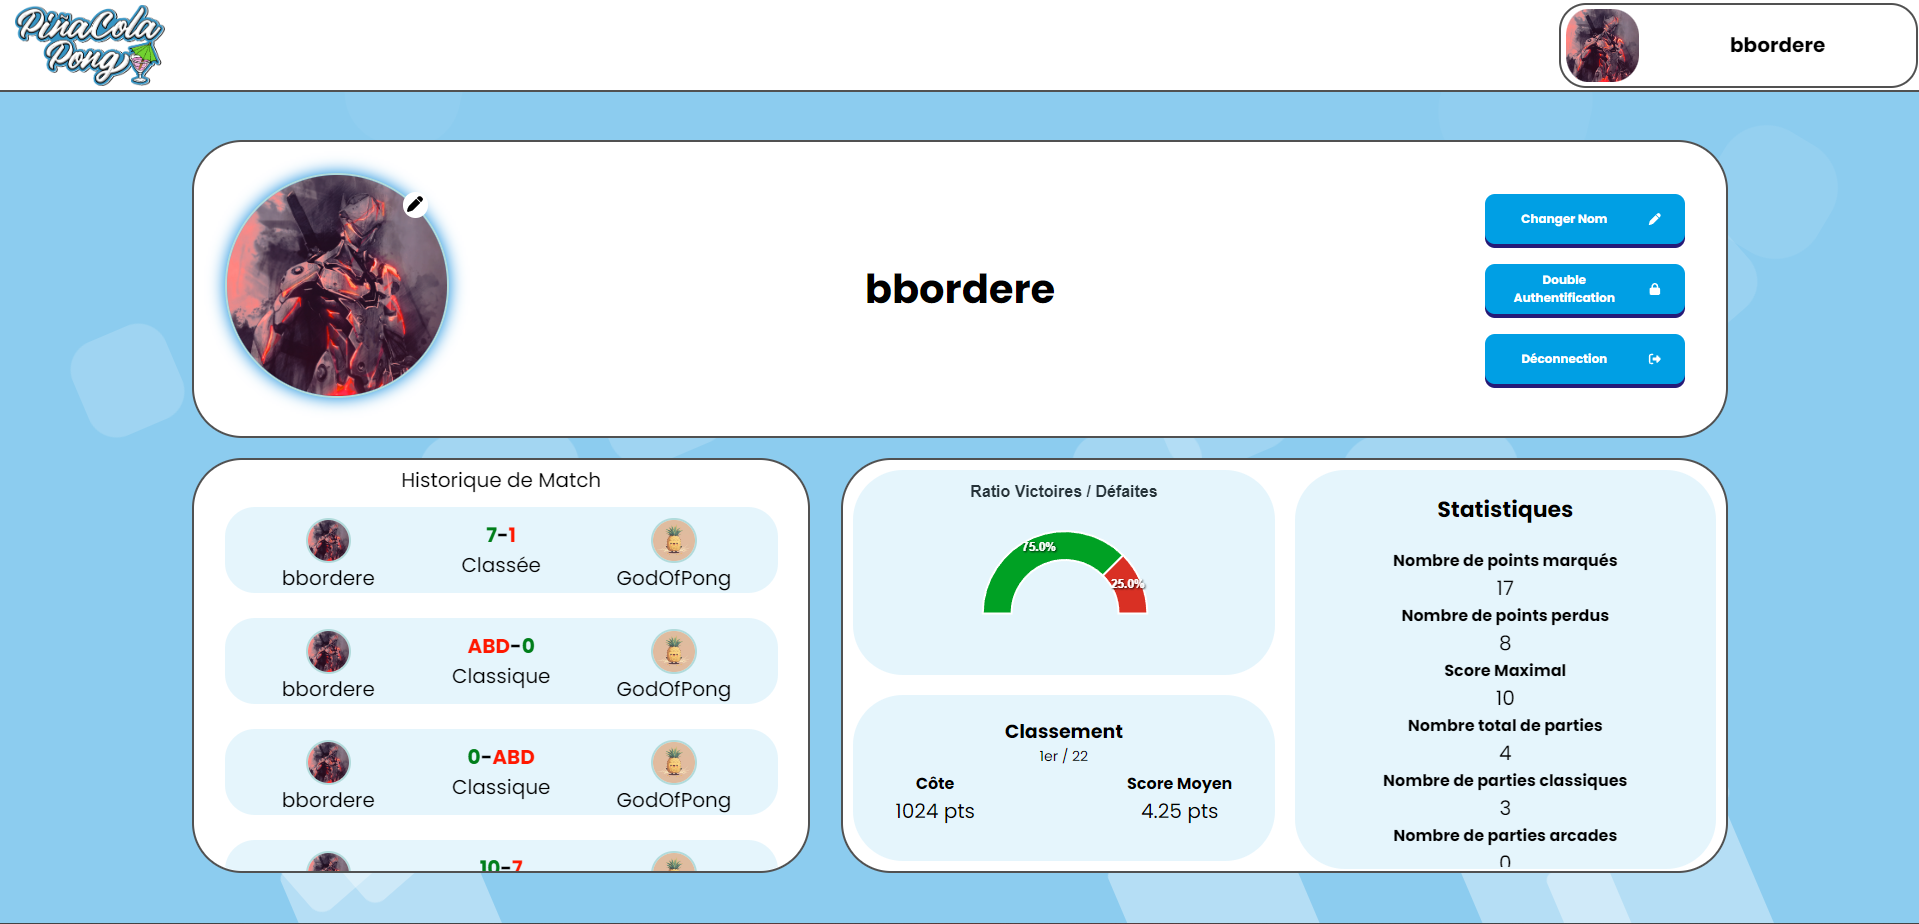 PiñaCola
Pong
bbordere
bbordere
Changer Nom
Double
Authentification
Déconnection
Historique de Match
7-1
Classée
bbordere
GodOfPong
ABD-0
Classique
bbordere
GodOfPong
0-ABD
Classique
bbordere
GodOfPong
10-7
Ratio Victoires / Défaites
75.0%
25.0%
Classement
1er / 22
Côte
1024 pts
Score Moyen
4.25 pts
Statistiques
Nombre de points marqués
17
Nombre de points perdus
8
Score Maximal
10
Nombre total de parties
4
Nombre de parties classiques
3
Nombre de parties arcades
0